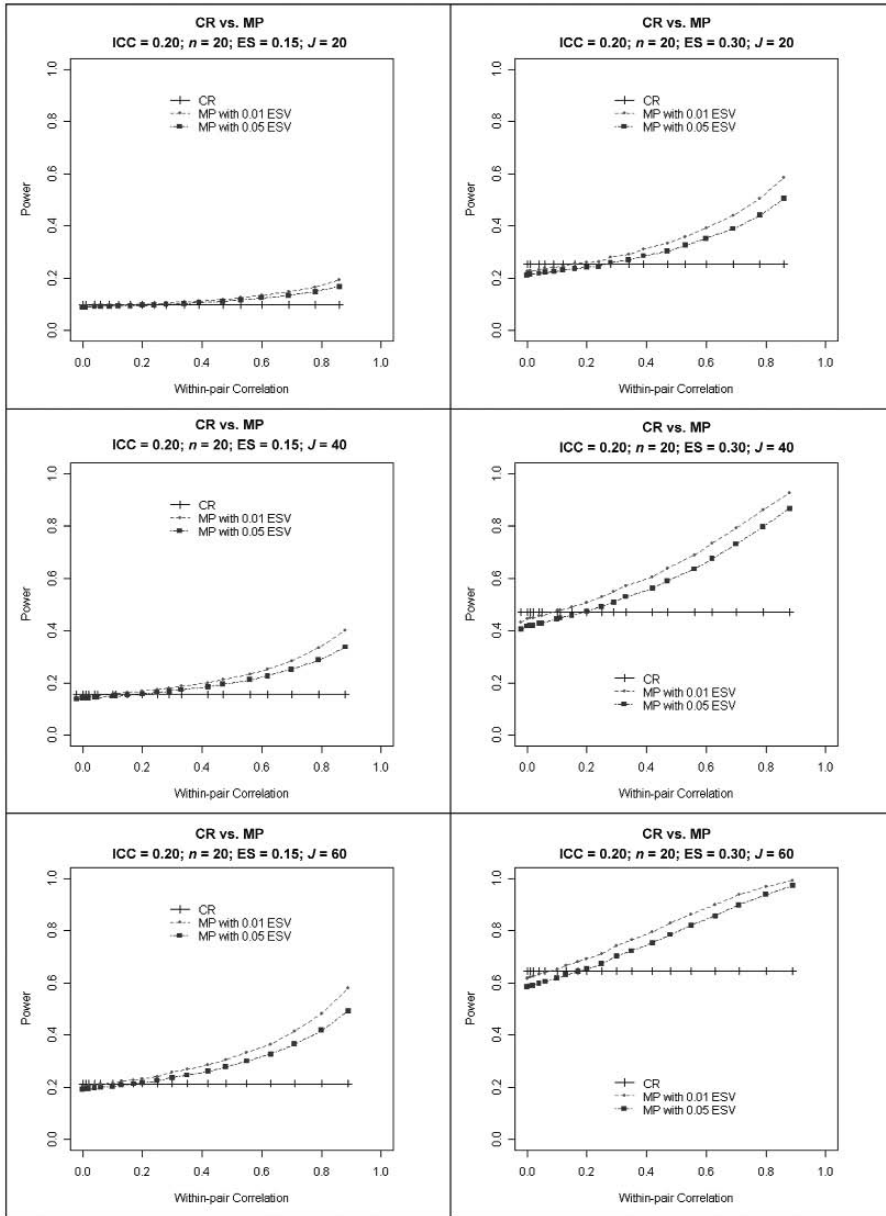 CR vs. MP
ICC = 0.20; n = 20; ES = 0.15; J = 20
1.0
0.8
0.6
0.4
0.2
0.0
Power
CR
MP with 0.01 ESV
MP with 0.05 ESV
0.0 0.2 0.4 0.6 0.8 1.0
Within-pair Correlation
CR vs. MP
ICC = 0.20; n = 20; ES = 0.30; J = 20
1.0
0.8
0.6
0.4
0.2
0.0
Power
CR
MP with 0.01 ESV
MP with 0.05 ESV
0.0 0.2 0.4 0.6 0.8 1.0
Within-pair Correlation
CR vs. MP
ICC = 0.20; n = 20; ES = 0.15; J = 40
1.0
0.8
0.6
0.4
0.2
0.0
Power
CR
MP with 0.01 ESV
MP with 0.05 ESV
0.0 0.2 0.4 0.6 0.8 1.0
Within-pair Correlation
CR vs. MP
ICC = 0.20; n = 20; ES = 0.30; J = 40
1.0
0.8
0.6
0.4
0.2
0.0
Power
CR
MP with 0.01 ESV
MP with 0.05 ESV
0.0 0.2 0.4 0.6 0.8 1.0
Within-pair Correlation
CR vs. MP
ICC = 0.20; n = 20; ES = 0.15; J = 60
1.0
0.8
0.6
0.4
0.2
0.0
Power
CR
MP with 0.01 ESV
MP with 0.05 ESV
0.0 0.2 0.4 0.6 0.8 1.0
Within-pair Correlation
CR vs. MP
ICC = 0.20; n = 20; ES = 0.30; J = 60
1.0
0.8
0.6
0.4
0.2
0.0
Power
CR
MP with 0.01 ESV
MP with 0.05 ESV
0.0 0.2 0.4 0.6 0.8 1.0
Within-pair Correlation